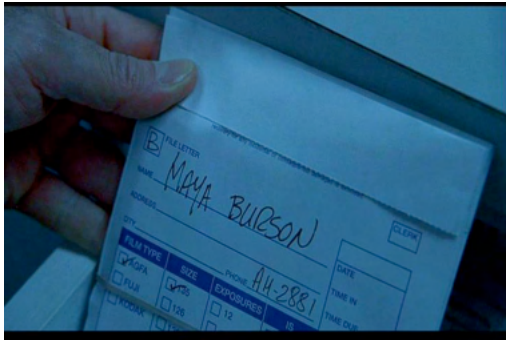 B FILE LETTER
NAME MAYA BURSON
CLERK
ADDRESS
CITY
PHONE AH-2881
DATE
TIME IN
TIME DUE
FILM TYPE SIZE EXPOSURES
AGFA 135 12
FUJI 126
KODAK
IS